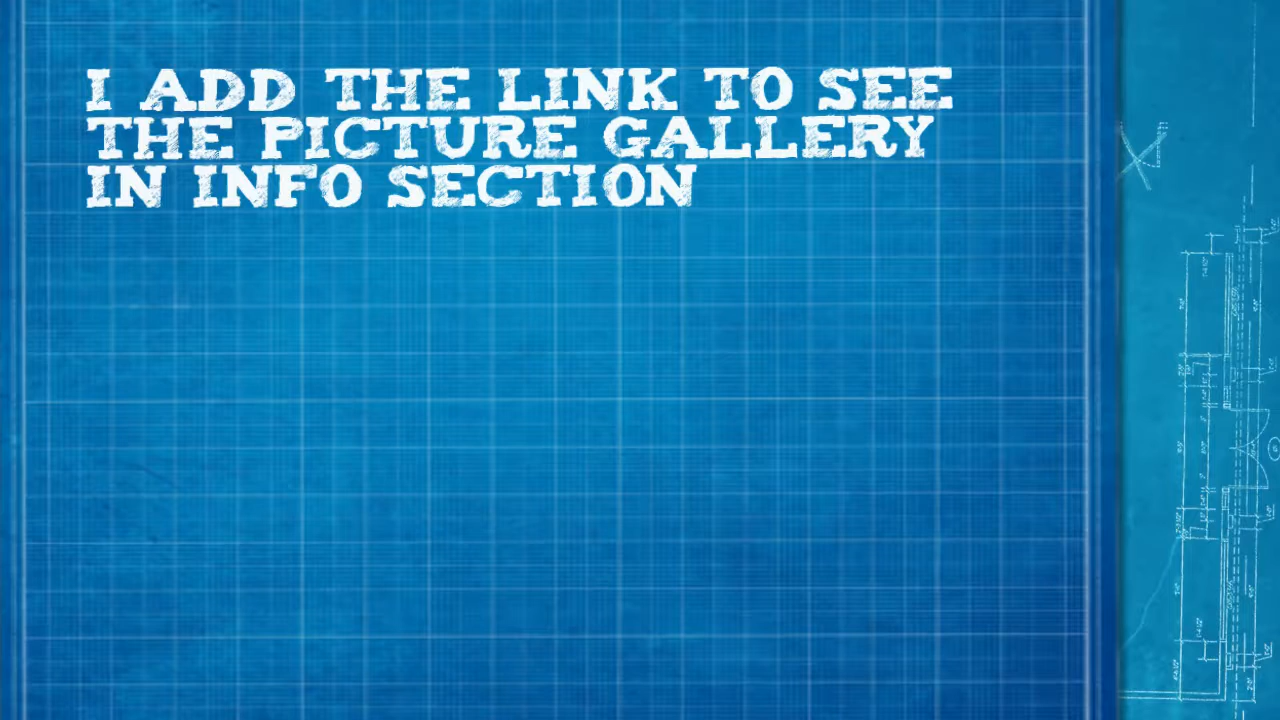 I ADD THE LINK TO SEE
THE PICTURE GALLERY
IN INFO SECTION